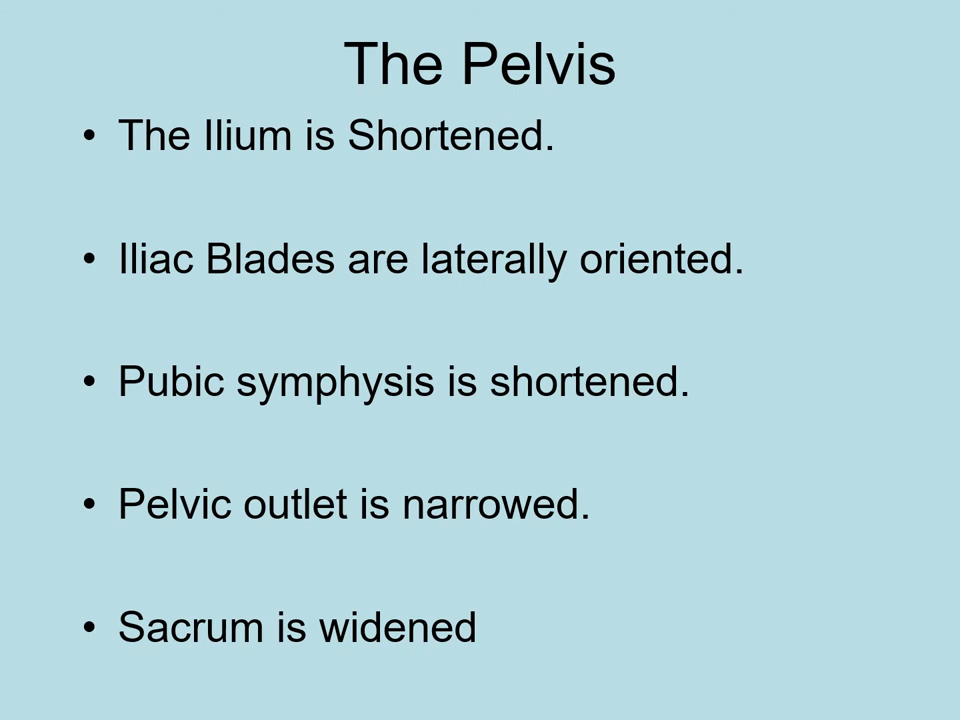 The Pelvis
• The Ilium is Shortened.
• Iliac Blades are laterally oriented.
• Pubic symphysis is shortened.
• Pelvic outlet is narrowed.
• Sacrum is widened